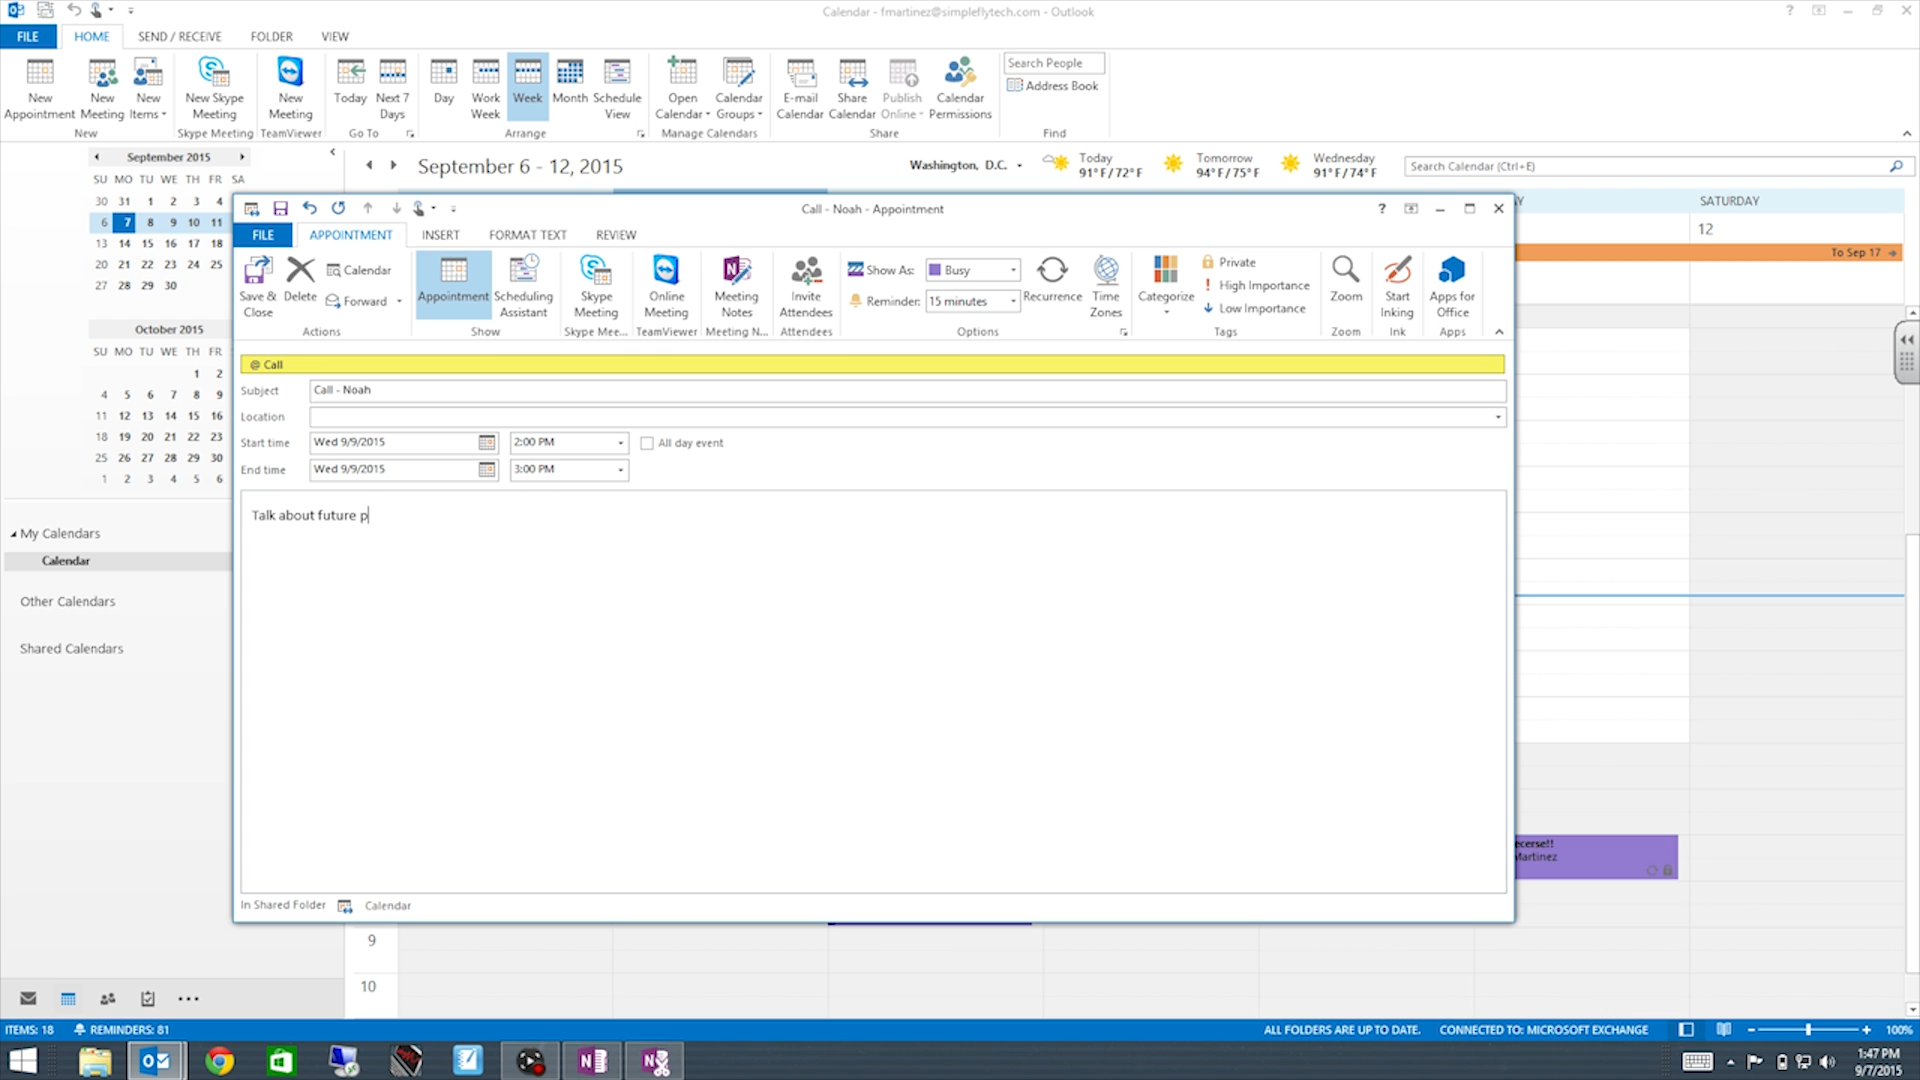 Calendar - fmartinez@simpleflytech.com - Outlook
FILE HOME SEND / RECEIVE FOLDER VIEW
New Appointment New Meeting New Items New Skype Meeting New Meeting Today Next 7 Days Day Work Week Week Month Schedule View Open Calendar Calendar Groups E-mail Calendar Share Calendar Publish Online Calendar Permissions
Search People
Address Book
New Skype Meeting TeamViewer Go To Arrange Manage Calendars Share Find
September 2015
SU MO TU WE TH FR SA
30 31 1 2 3 4
6 7 8 9 10 11
13 14 15 16 17 18
20 21 22 23 24 25
27 28 29 30
October 2015
SU MO TU WE TH FR
1 2
4 5 6 7 8 9
11 12 13 14 15 16
18 19 20 21 22 23
25 26 27 28 29 30
1 2 3 4 5 6
My Calendars
Calendar
Other Calendars
Shared Calendars
September 6 - 12, 2015
Washington, D.C.
Today
91°F/72°F
Tomorrow
94°F/75°F
Wednesday
91°F/74°F
Search Calendar (Ctrl+E)
Y SATURDAY
12
To Sep 17
Call - Noah - Appointment
FILE APPOINTMENT INSERT FORMAT TEXT REVIEW
Save & Close Delete Calendar Forward Appointment Scheduling Assistant Skype Meeting Online Meeting Meeting Notes Invite Attendees
Show As: Busy
Reminder: 15 minutes
Recurrence Time Zones Categorize
Private
High Importance
Low Importance
Zoom Start Inking Apps for Office
Actions Show Skype Mee... TeamViewer Meeting N... Attendees Options Tags Zoom Ink Apps
@ Call
Subject Call - Noah
Location
Start time Wed 9/9/2015 2:00 PM All day event
End time Wed 9/9/2015 3:00 PM
Talk about future p
In Shared Folder Calendar
ecerse!!
Martinez
9
10
ITEMS: 18 REMINDERS: 81 ALL FOLDERS ARE UP TO DATE. CONNECTED TO: MICROSOFT EXCHANGE 100%
1:47 PM
9/7/2015